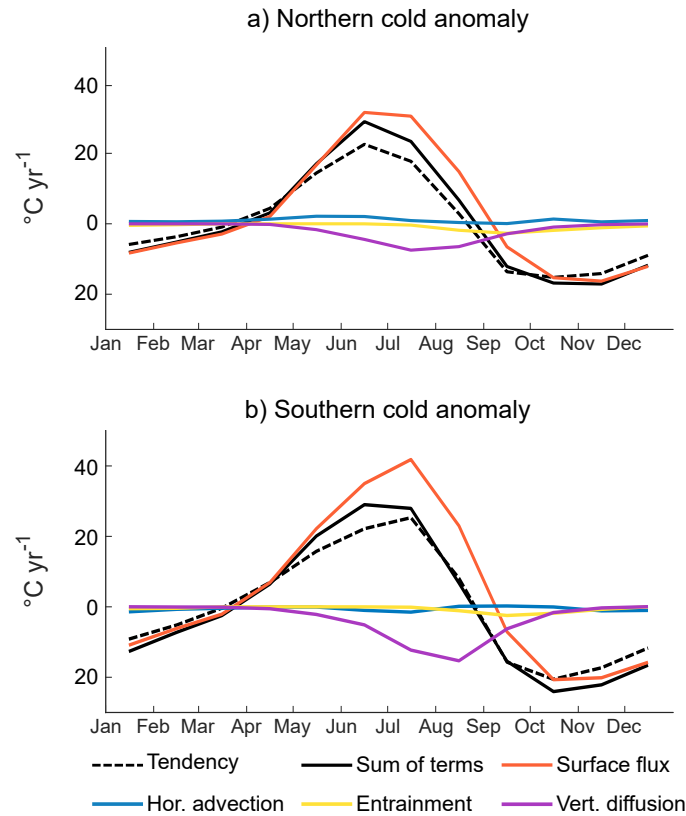 a) Northern cold anomaly
40
20
0
20
°C yr-1
Jan Feb Mar Apr May Jun Jul Aug Sep Oct Nov Dec
b) Southern cold anomaly
40
20
0
20
°C yr-1
Jan Feb Mar Apr May Jun Jul Aug Sep Oct Nov Dec
Tendency Sum of terms Surface flux
Hor. advection Entrainment Vert. diffusion